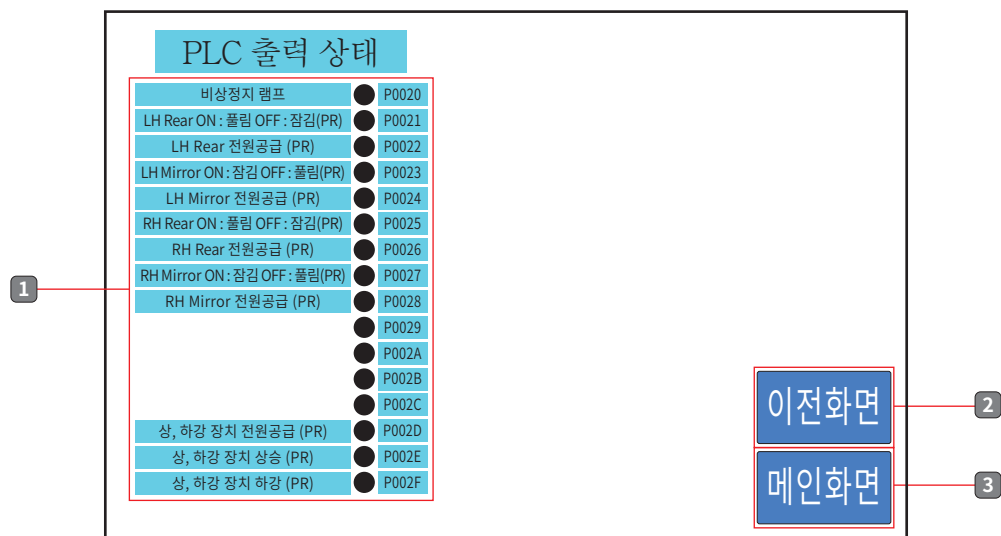 PLC 출력 상태
비상정지 램프 P0020
LH Rear ON : 풀림 OFF : 잠김(PR) P0021
LH Rear 전원공급 (PR) P0022
LH Mirror ON : 잠김 OFF : 풀림(PR) P0023
LH Mirror 전원공급 (PR) P0024
RH Rear ON : 풀림 OFF : 잠김(PR) P0025
RH Rear 전원공급 (PR) P0026
RH Mirror ON : 잠김 OFF : 풀림(PR) P0027
1
RH Mirror 전원공급 (PR) P0028
P0029
P002A
P002B
P002C
이전화면 2
상, 하강 장치 전원공급 (PR) P002D
상, 하강 장치 상승 (PR) P002E
상, 하강 장치 하강 (PR) P002F
메인화면 3